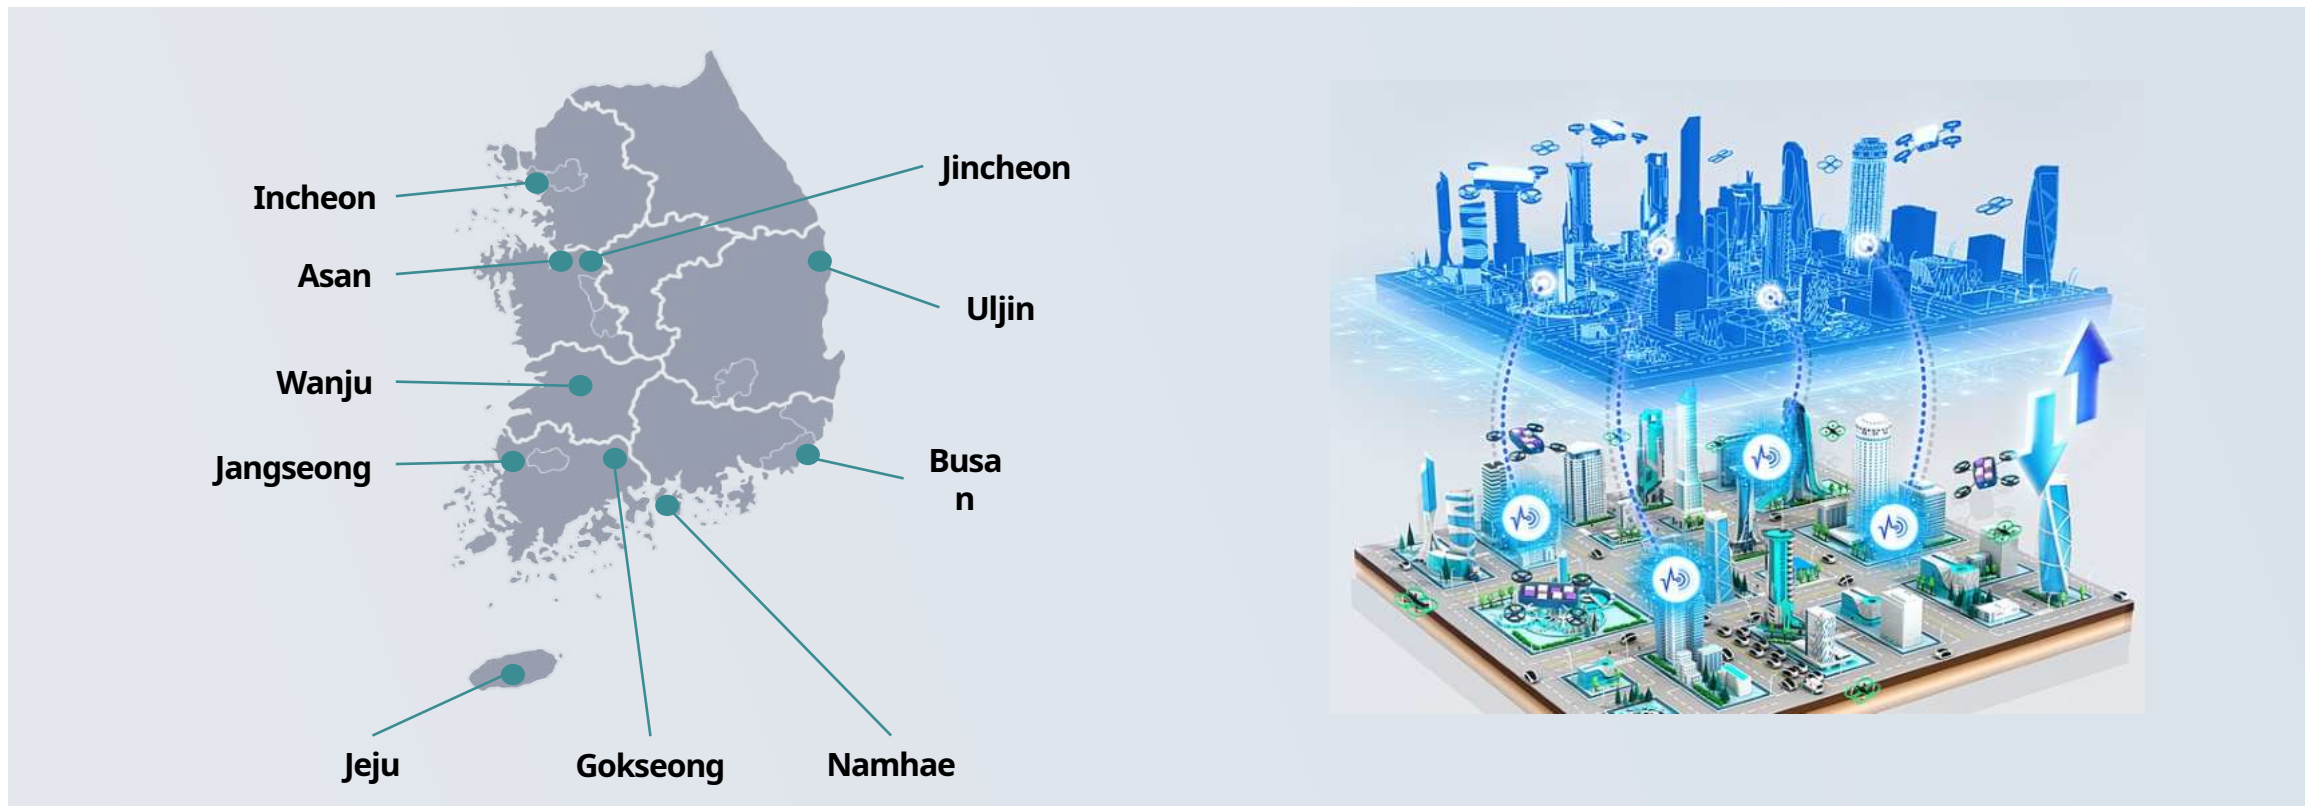 Incheon
Asan
Wanju
Jangseong
Jeju
Gokseong
Namhae
Jincheon
Uljin
Busa
n